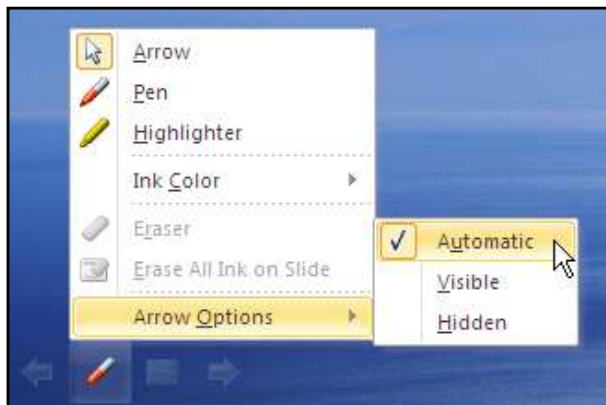 Arrow
Pen
Highlighter
Ink Color
Eraser
Erase All Ink on Slide
Arrow Options
Automatic
Visible
Hidden